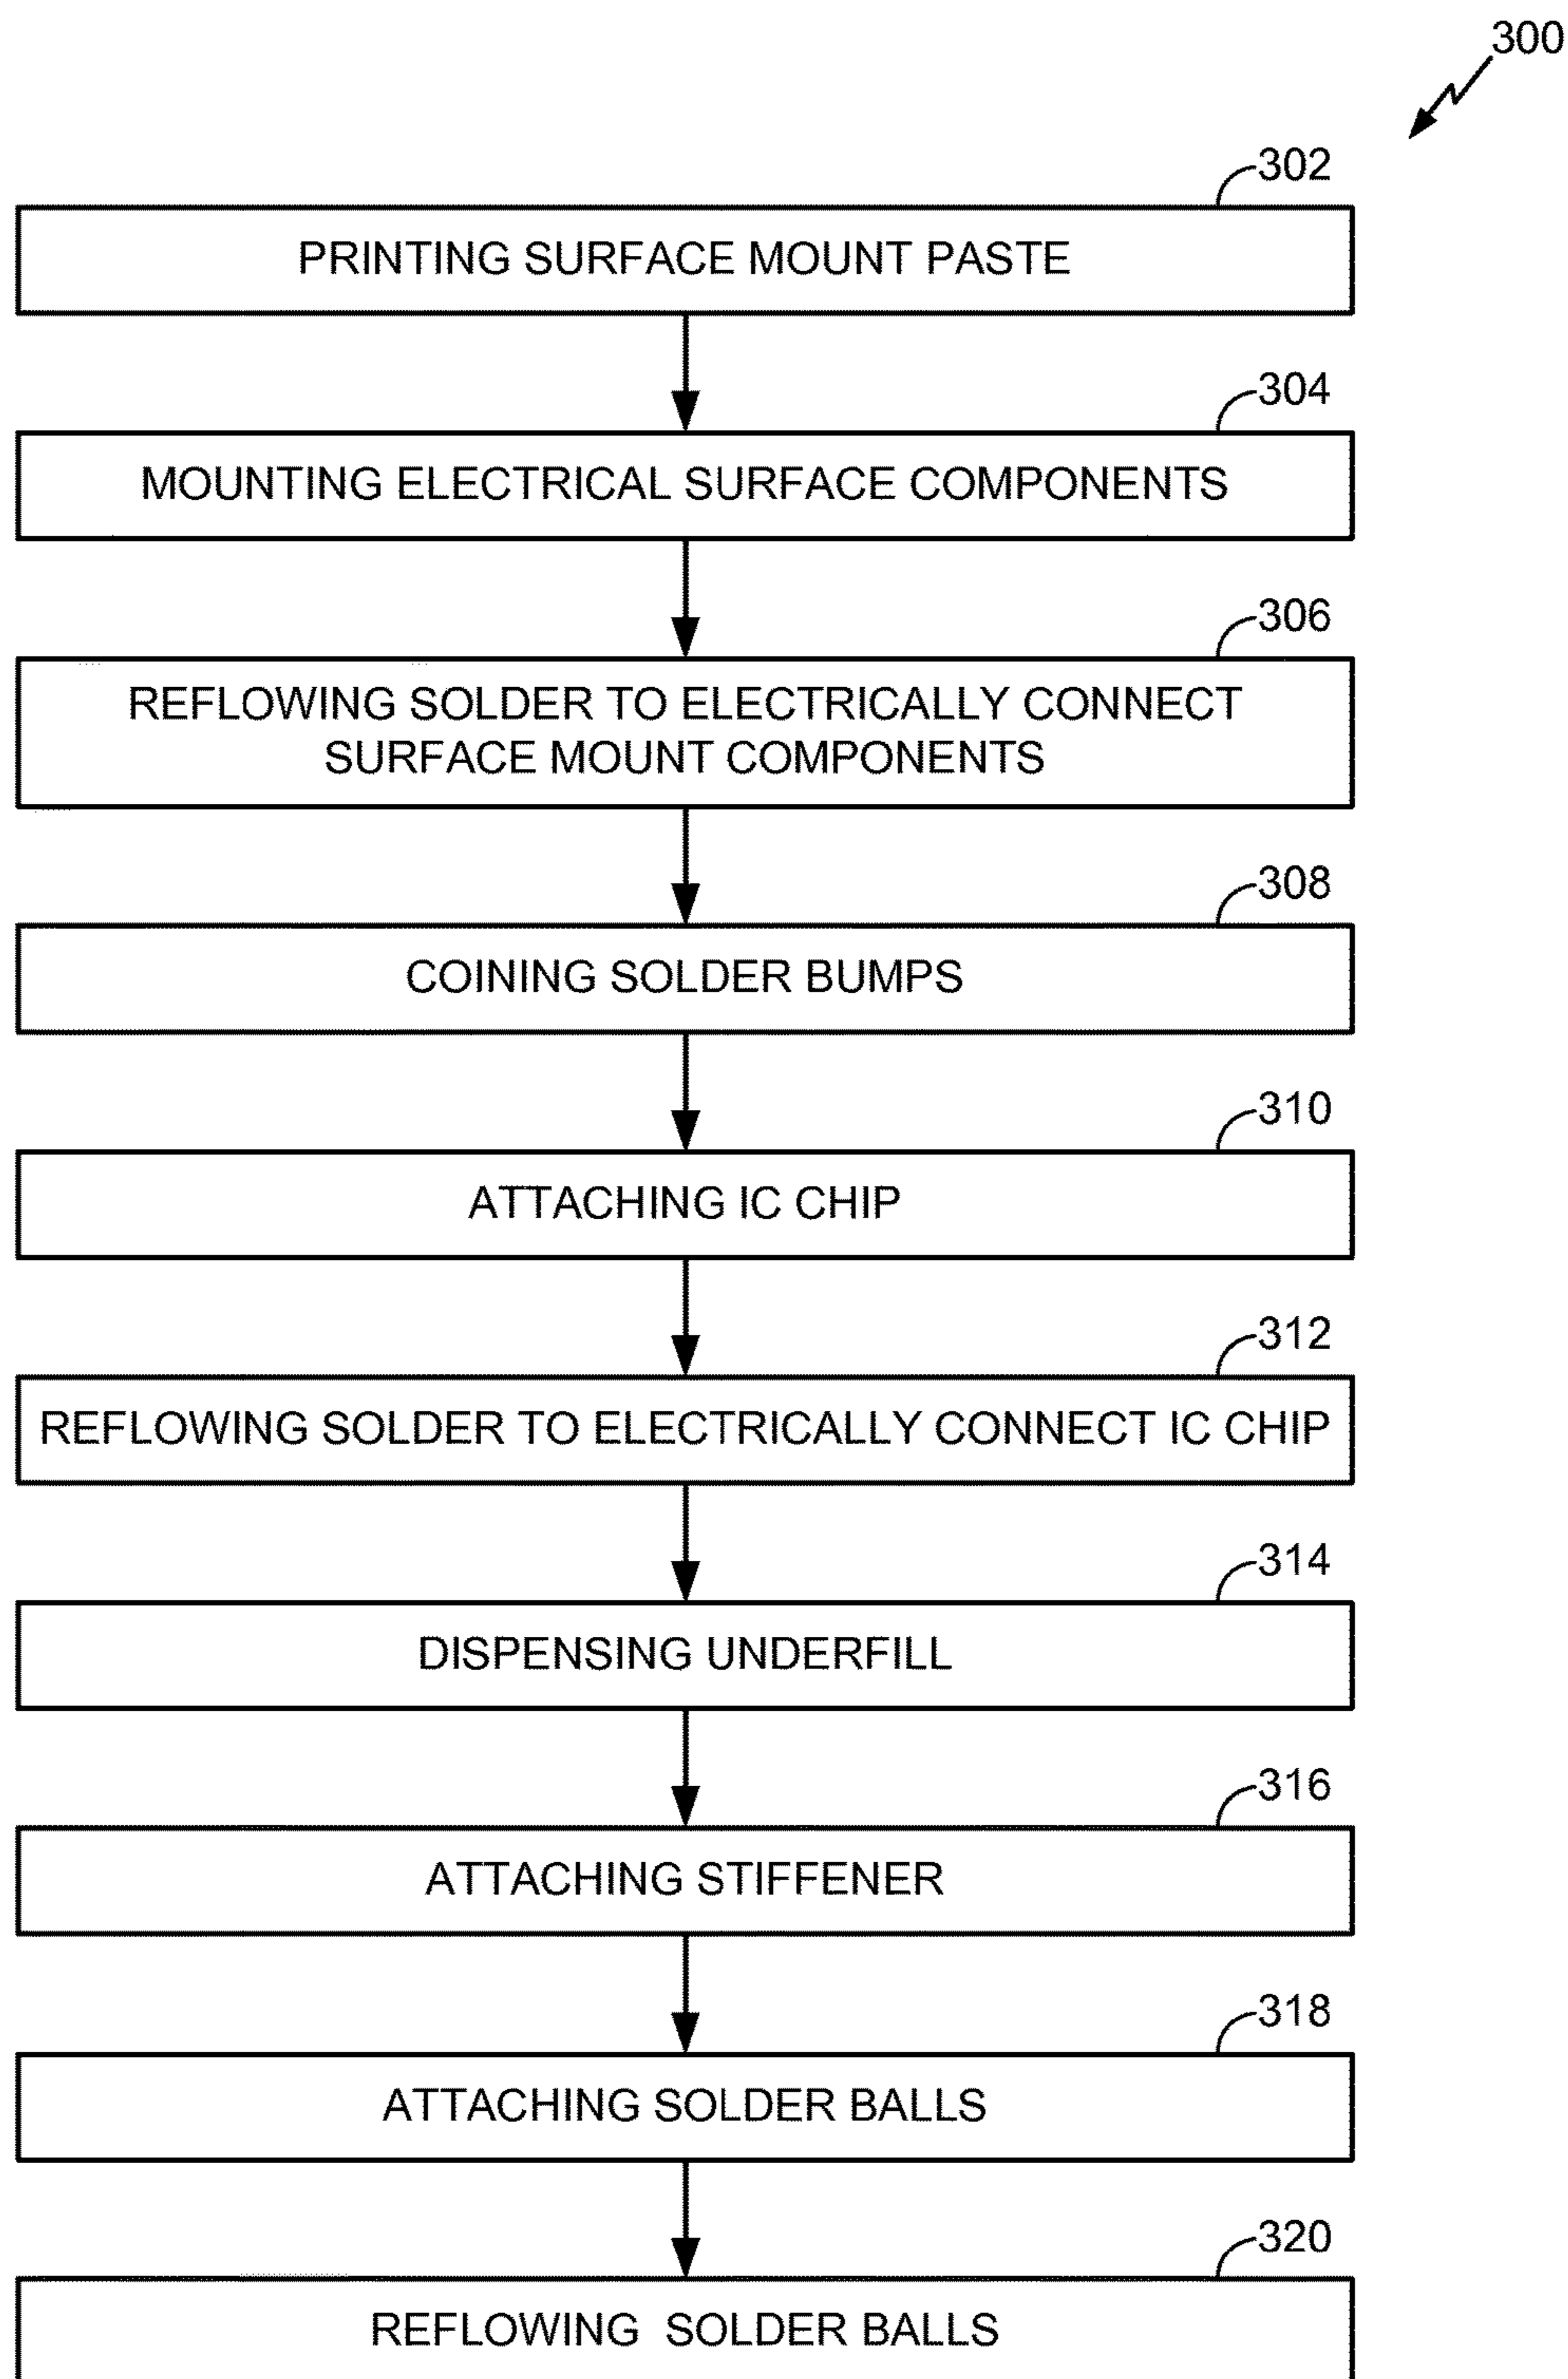 300
302
PRINTING SURFACE MOUNT PASTE
304
MOUNTING ELECTRICAL SURFACE COMPONENTS
306
REFLOWING SOLDER TO ELECTRICALLY CONNECT
SURFACE MOUNT COMPONENTS
308
COINING SOLDER BUMPS
310
ATTACHING IC CHIP
312
REFLOWING SOLDER TO ELECTRICALLY CONNECT IC CHIP
314
DISPENSING UNDERFILL
316
ATTACHING STIFFENER
318
ATTACHING SOLDER BALLS
320
REFLOWING SOLDER BALLS